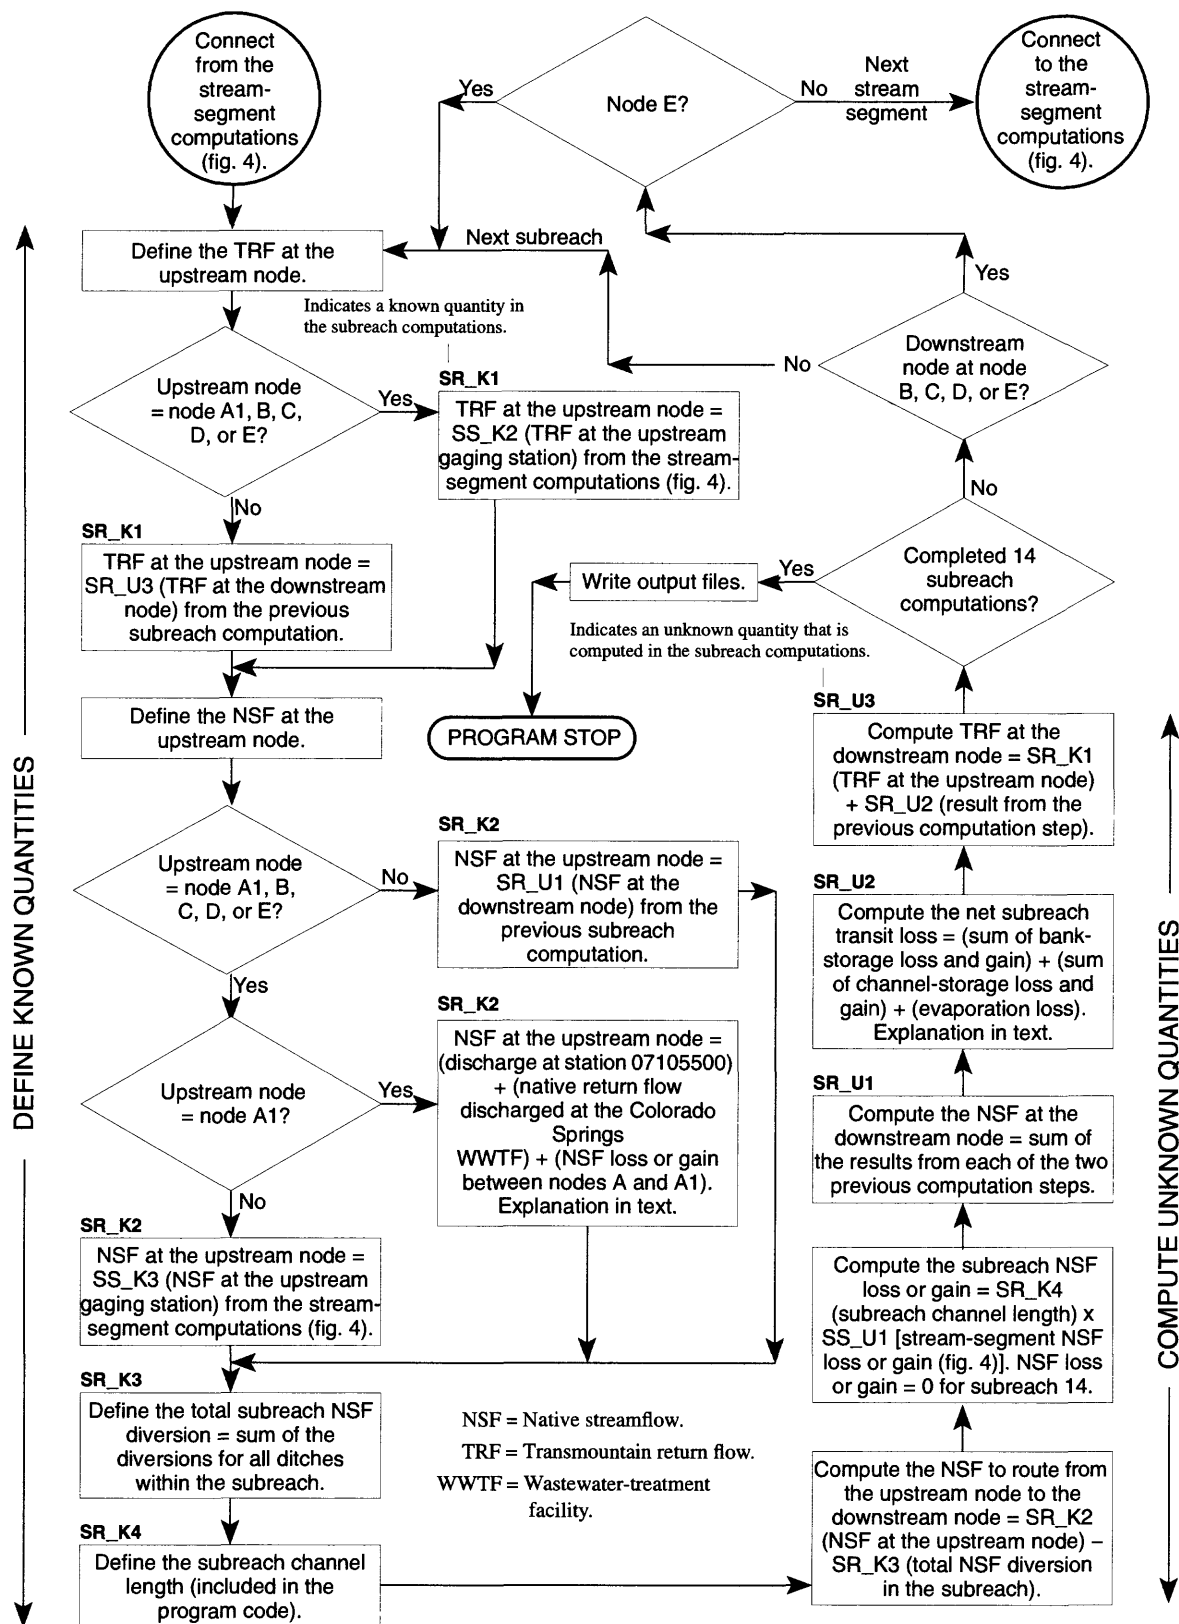 Connect
from the
stream-
segment
computations
(fig. 4).
Yes
Node E?
No
Next
stream
segment
Connect
to the
stream-
segment
computations
(fig. 4).
Define the TRF at the
upstream node.
Next subreach
Yes
Indicates a known quantity in
the subreach computations.
Upstream node
= node A1, B, C,
D, or E?
Yes
SR_K1
TRF at the upstream node =
SS_K2 (TRF at the upstream
gaging station) from the stream-
segment computations (fig. 4).
No
Downstream
node at node
B, C, D, or E?
No
No
SR_K1
TRF at the upstream node =
SR_U3 (TRF at the downstream
node) from the previous
subreach computation.
Write output files.
Yes
Completed 14
subreach
computations?
Indicates an unknown quantity that is
computed in the subreach computations.
Define the NSF at the
upstream node.
PROGRAM STOP
SR_U3
Compute TRF at the
downstream node = SR_K1
(TRF at the upstream node)
+ SR_U2 (result from the
previous computation step).
DEFINE KNOWN QUANTITIES
Upstream node
= node A1, B,
C, D, or E?
No
SR_K2
NSF at the upstream node =
SR_U1 (NSF at the
downstream node) from the
previous subreach
computation.
Yes
SR_U2
Compute the net subreach
transit loss = (sum of bank-
storage loss and gain) + (sum
of channel-storage loss and
gain) + (evaporation loss).
Explanation in text.
COMPUTE UNKNOWN QUANTITIES
Upstream node
= node A1?
Yes
SR_K2
NSF at the upstream node =
(discharge at station 07105500)
+ (native return flow
discharged at the Colorado
Springs
WWTF) + (NSF loss or gain
between nodes A and A1).
Explanation in text.
No
SR_U1
Compute the NSF at the
downstream node = sum of
the results from each of the two
previous computation steps.
SR_K2
NSF at the upstream node =
SS_K3 (NSF at the upstream
gaging station) from the stream-
segment computations (fig. 4).
Compute the subreach NSF
loss or gain = SR_K4
(subreach channel length) x
SS_U1 [stream-segment NSF
loss or gain (fig. 4)]. NSF loss
or gain = 0 for subreach 14.
SR_K3
Define the total subreach NSF
diversion = sum of the
diversions for all ditches
within the subreach.
NSF = Native streamflow.
TRF = Transmountain return flow.
WWTF = Wastewater-treatment
facility.
Compute the NSF to route from
the upstream node to the
downstream node = SR_K2
(NSF at the upstream node) –
SR_K3 (total NSF diversion
in the subreach).
SR_K4
Define the subreach channel
length (included in the
program code).